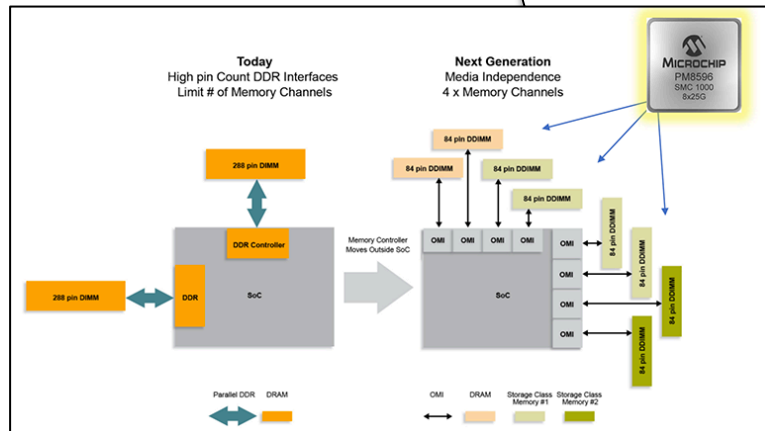 Today
High pin Count DDR Interfaces
Limit # of Memory Channels
Next Generation
Media Independence
4 x Memory Channels
MICROCHIP
PM8596
SMC 1000
8x25G
288 pin DIMM
DDR Controller
288 pin DIMM
DDR
SoC
Memory Controller
Moves Outside SoC
84 pin DDIMM
84 pin DDIMM
84 pin DDIMM
84 pin DDIMM
OMI
OMI
OMI
OMI
OMI
OMI
OMI
OMI
SoC
84 pin DDIMM
84 pin DDIMM
84 pin DDIMM
84 pin DDIMM
Parallel DDR
DRAM
OMI
DRAM
Storage Class
Memory #1
Storage Class
Memory #2